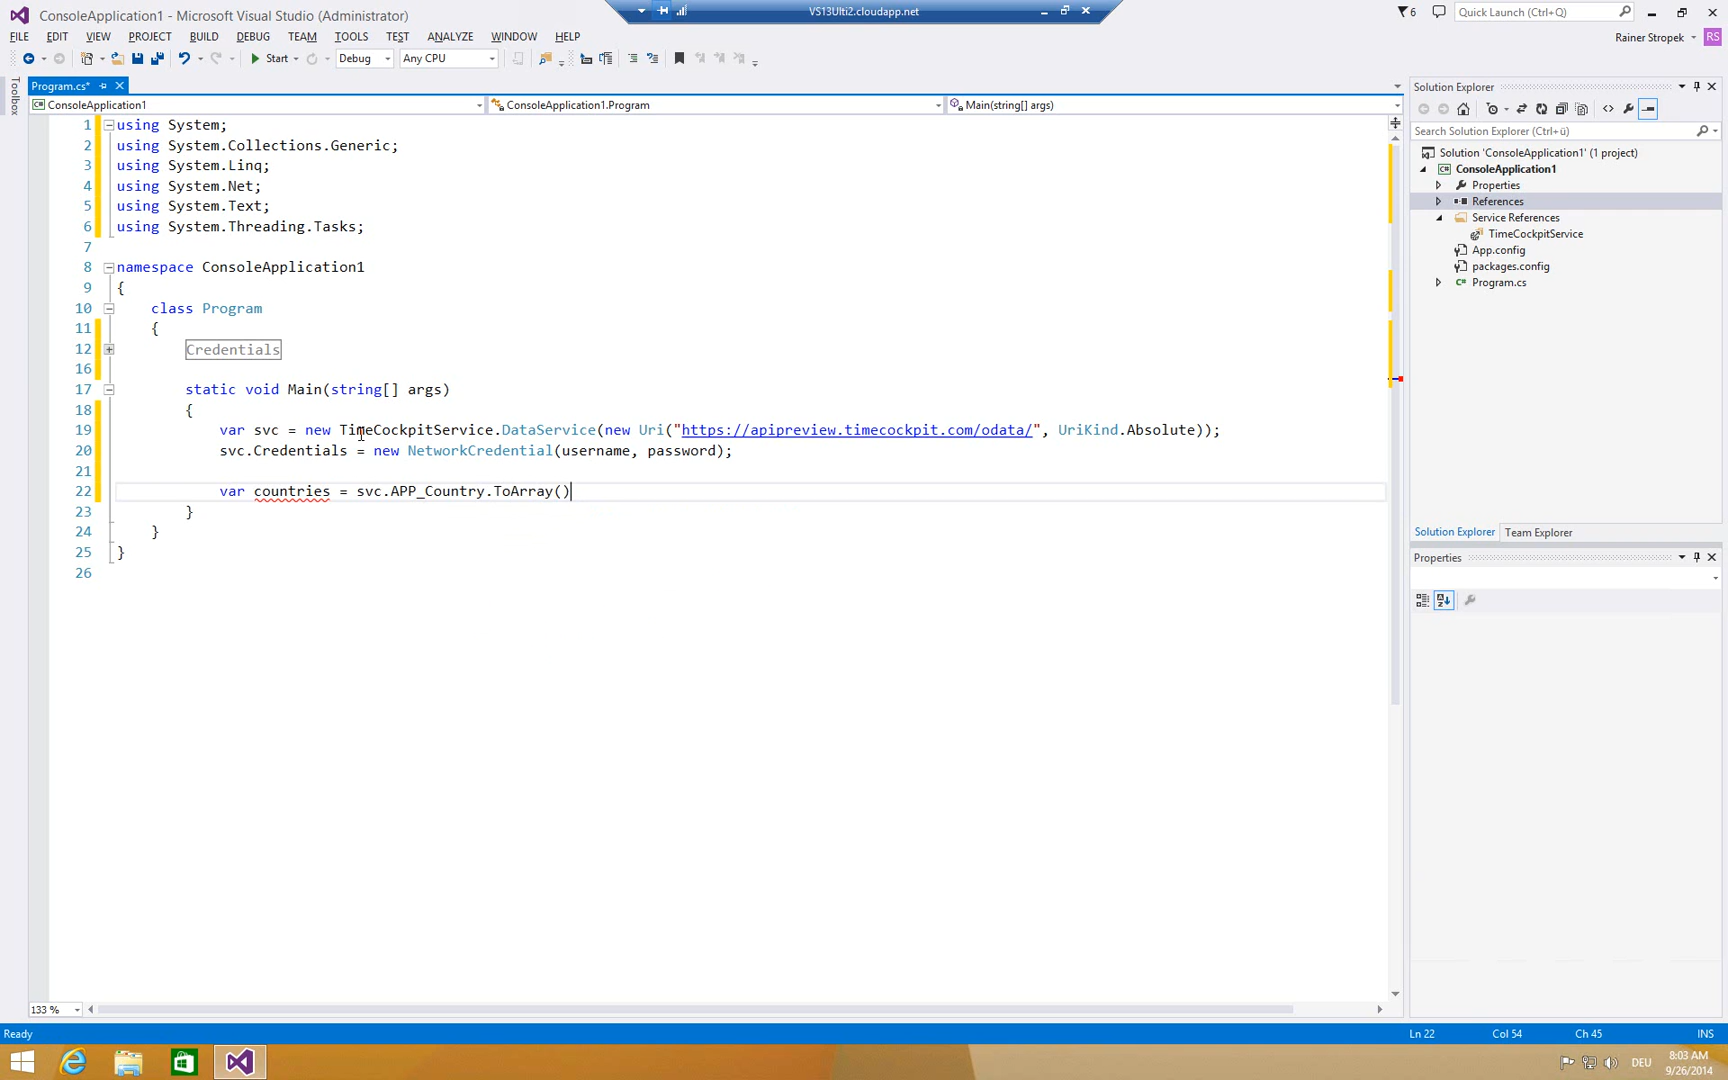 ConsoleApplication1 - Microsoft Visual Studio (Administrator)
VS13Ulti2.cloudapp.net
6
Quick Launch (Ctrl+Q)
FILE EDIT VIEW PROJECT BUILD DEBUG TEAM TOOLS TEST ANALYZE WINDOW HELP
Rainer Stropek
RS
Start
Debug
Any CPU
Toolbox
Program.cs*
ConsoleApplication1
ConsoleApplication1.Program
Main(string[] args)
1 using System;
2 using System.Collections.Generic;
3 using System.Linq;
4 using System.Net;
5 using System.Text;
6 using System.Threading.Tasks;
7
8 namespace ConsoleApplication1
9 {
10 class Program
11 {
12 Credentials
16
17 static void Main(string[] args)
18 {
19 var svc = new TimeCockpitService.DataService(new Uri("https://apipreview.timecockpit.com/odata/", UriKind.Absolute));
20 svc.Credentials = new NetworkCredential(username, password);
21
22 var countries = svc.APP_Country.ToArray()
23 }
24 }
25 }
26
133 %
Solution Explorer
Search Solution Explorer (Ctrl+ü)
Solution 'ConsoleApplication1' (1 project)
ConsoleApplication1
Properties
References
Service References
TimeCockpitService
App.config
packages.config
Program.cs
Solution Explorer Team Explorer
Properties
Ready
Ln 22
Col 54
Ch 45
INS
DEU
8:03 AM
9/26/2014